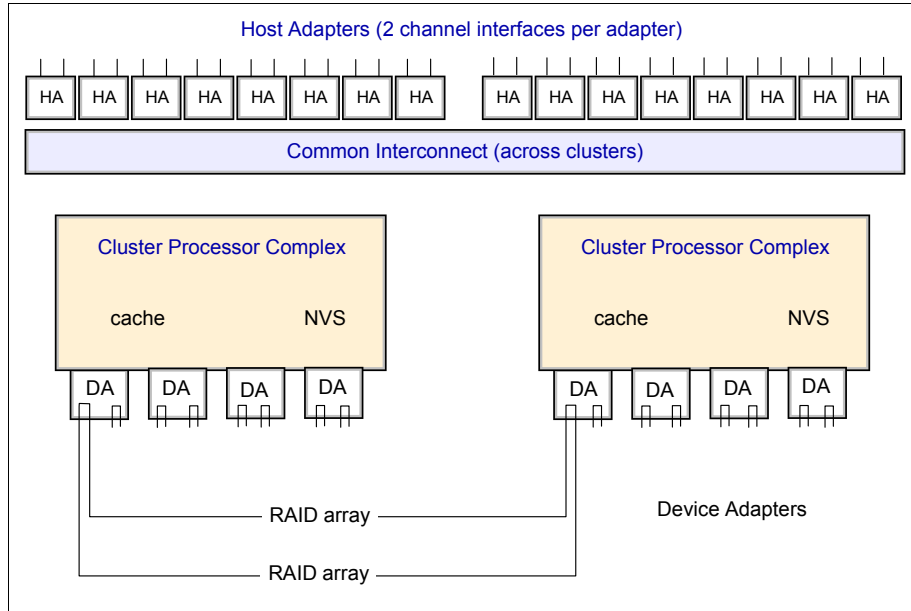 Host Adapters (2 channel interfaces per adapter)
HA HA HA HA HA HA HA HA HA HA HA HA HA HA HA HA
Common Interconnect (across clusters)
Cluster Processor Complex Cluster Processor Complex
cache NVS cache NVS
DA DA DA DA DA DA DA DA
RAID array Device Adapters
RAID array